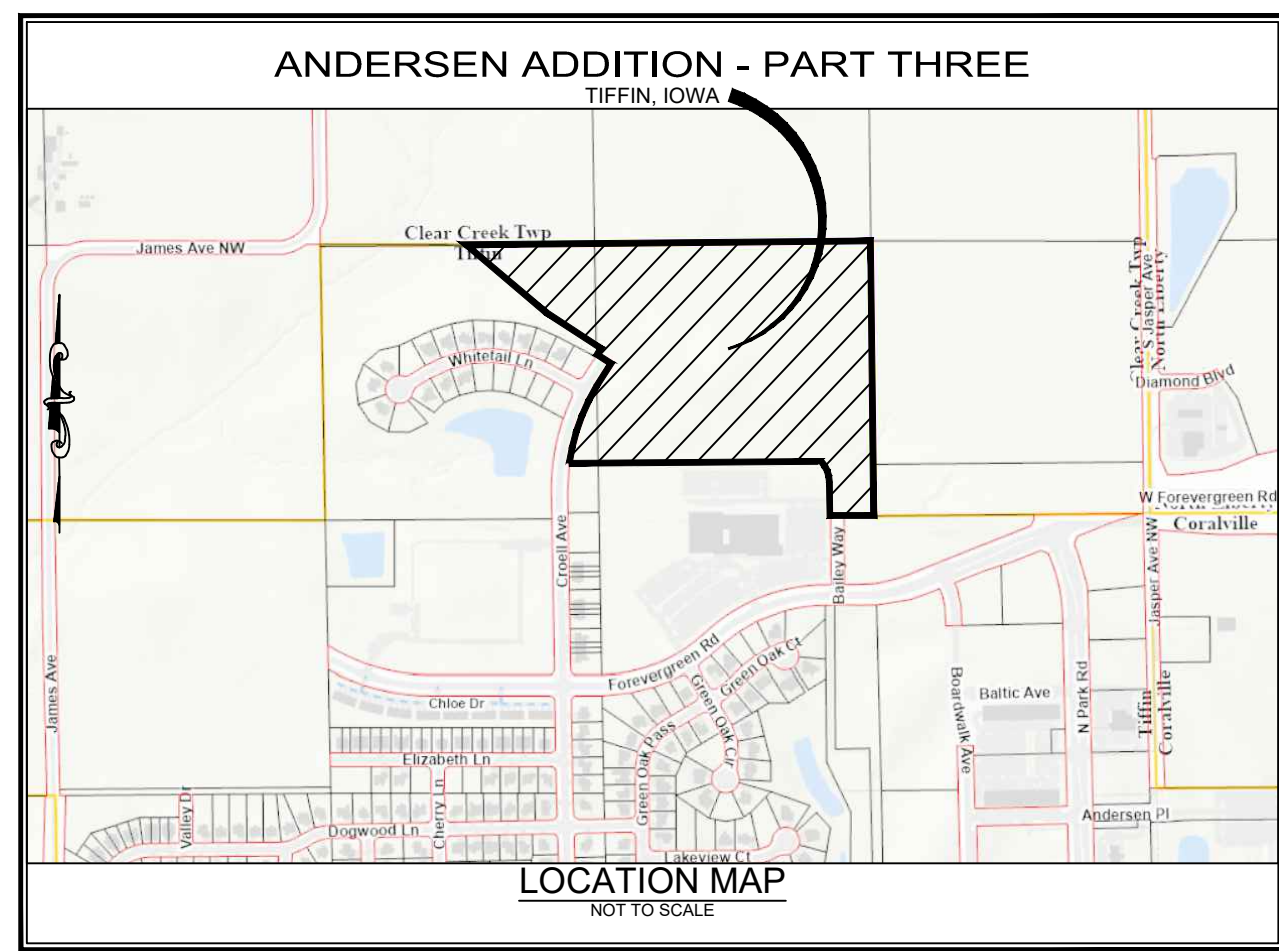 ANDERSEN ADDITION - PART THREE
TIFFIN, IOWA
Clear Creek Twp
Tiffin
James Ave NW
Clear Creek Twp
North Liberty
S Jasper Ave
Diamond Blvd
Whitetail Ln
W Forevergreen Rd
North Liberty
Coralville
Croell Ave
Bailey Way
Jasper Ave NW
James Ave
Forevergreen Rd
Green Oak Ct
Green Oak Cir
Green Oak Pass
Chloe Dr
Boardwalk Ave
Baltic Ave
N Park Rd
Tiffin
Coralville
Elizabeth Ln
Cherry Ln
Valley Dr
Dogwood Ln
Andersen Pl
Lakeview Ct
LOCATION MAP
NOT TO SCALE